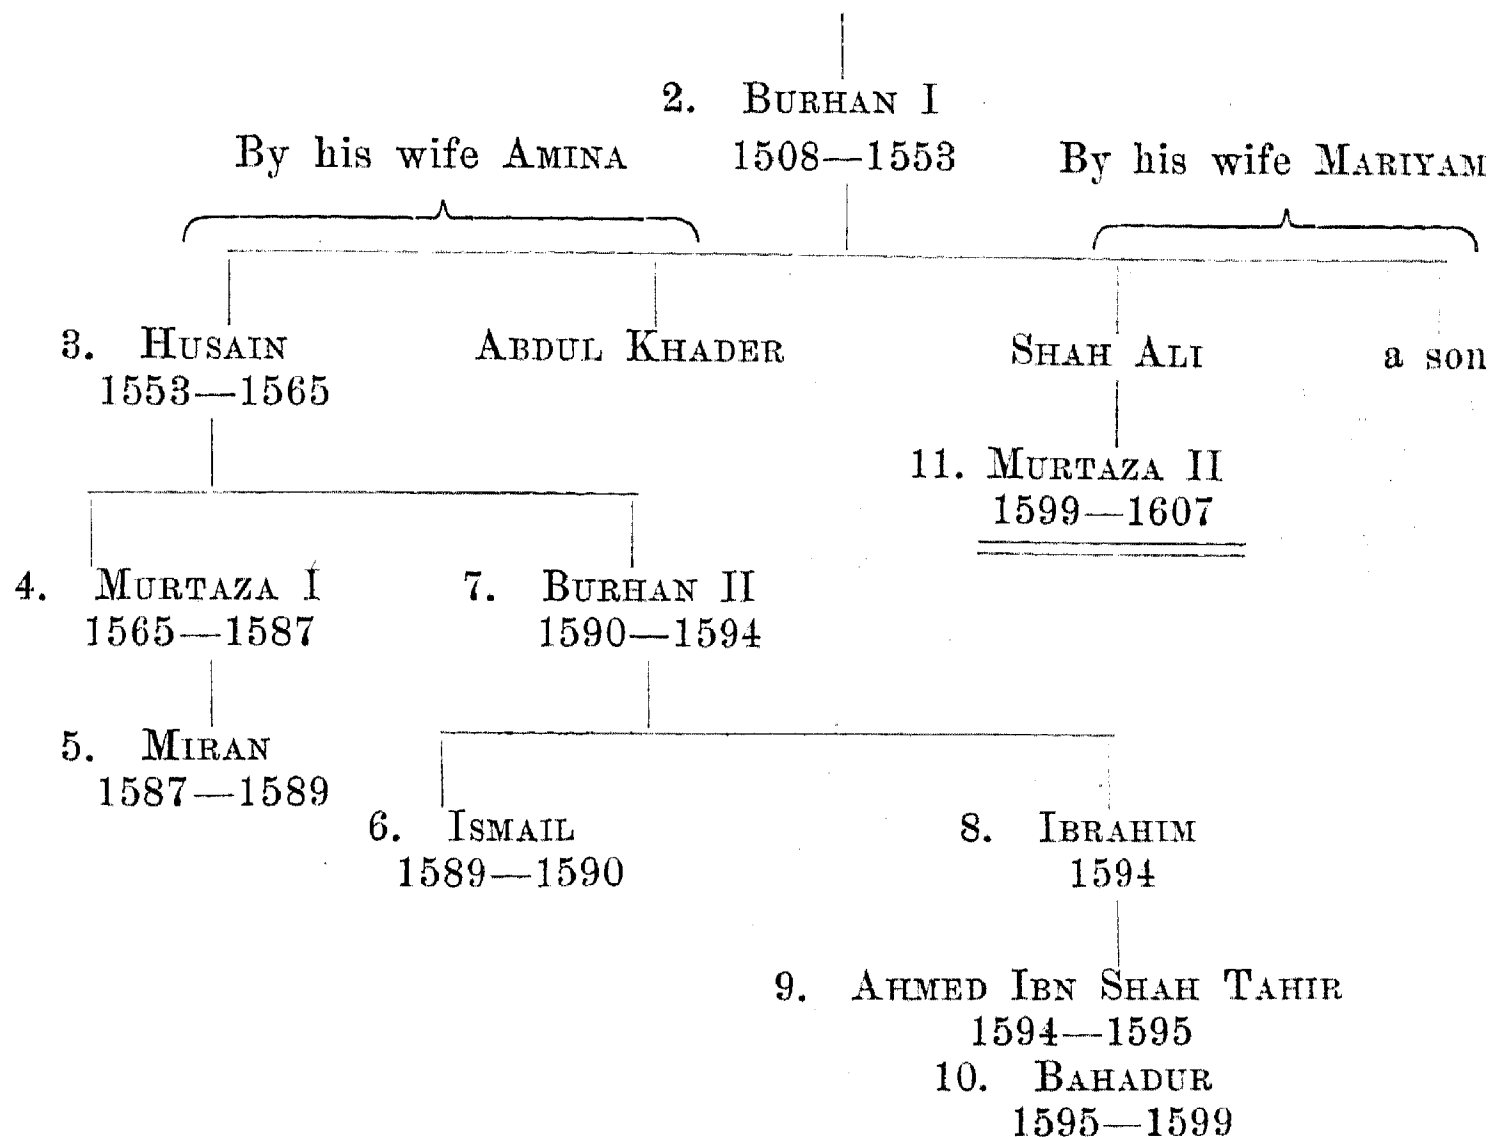 2. BURHAN I
By his wife AMINA
1508—1553
By his wife MARIYAM
3. HUSAIN
1553—1565
ABDUL KHADER
SHAH ALI
a son
11. MURTAZA II
1599—1607
4. MURTAZA I
1565—1587
7. BURHAN II
1590—1594
5. MIRAN
1587—1589
6. ISMAIL
1589—1590
8. IBRAHIM
1594
9. AHMED IBN SHAH TAHIR
1594—1595
10. BAHADUR
1595—1599